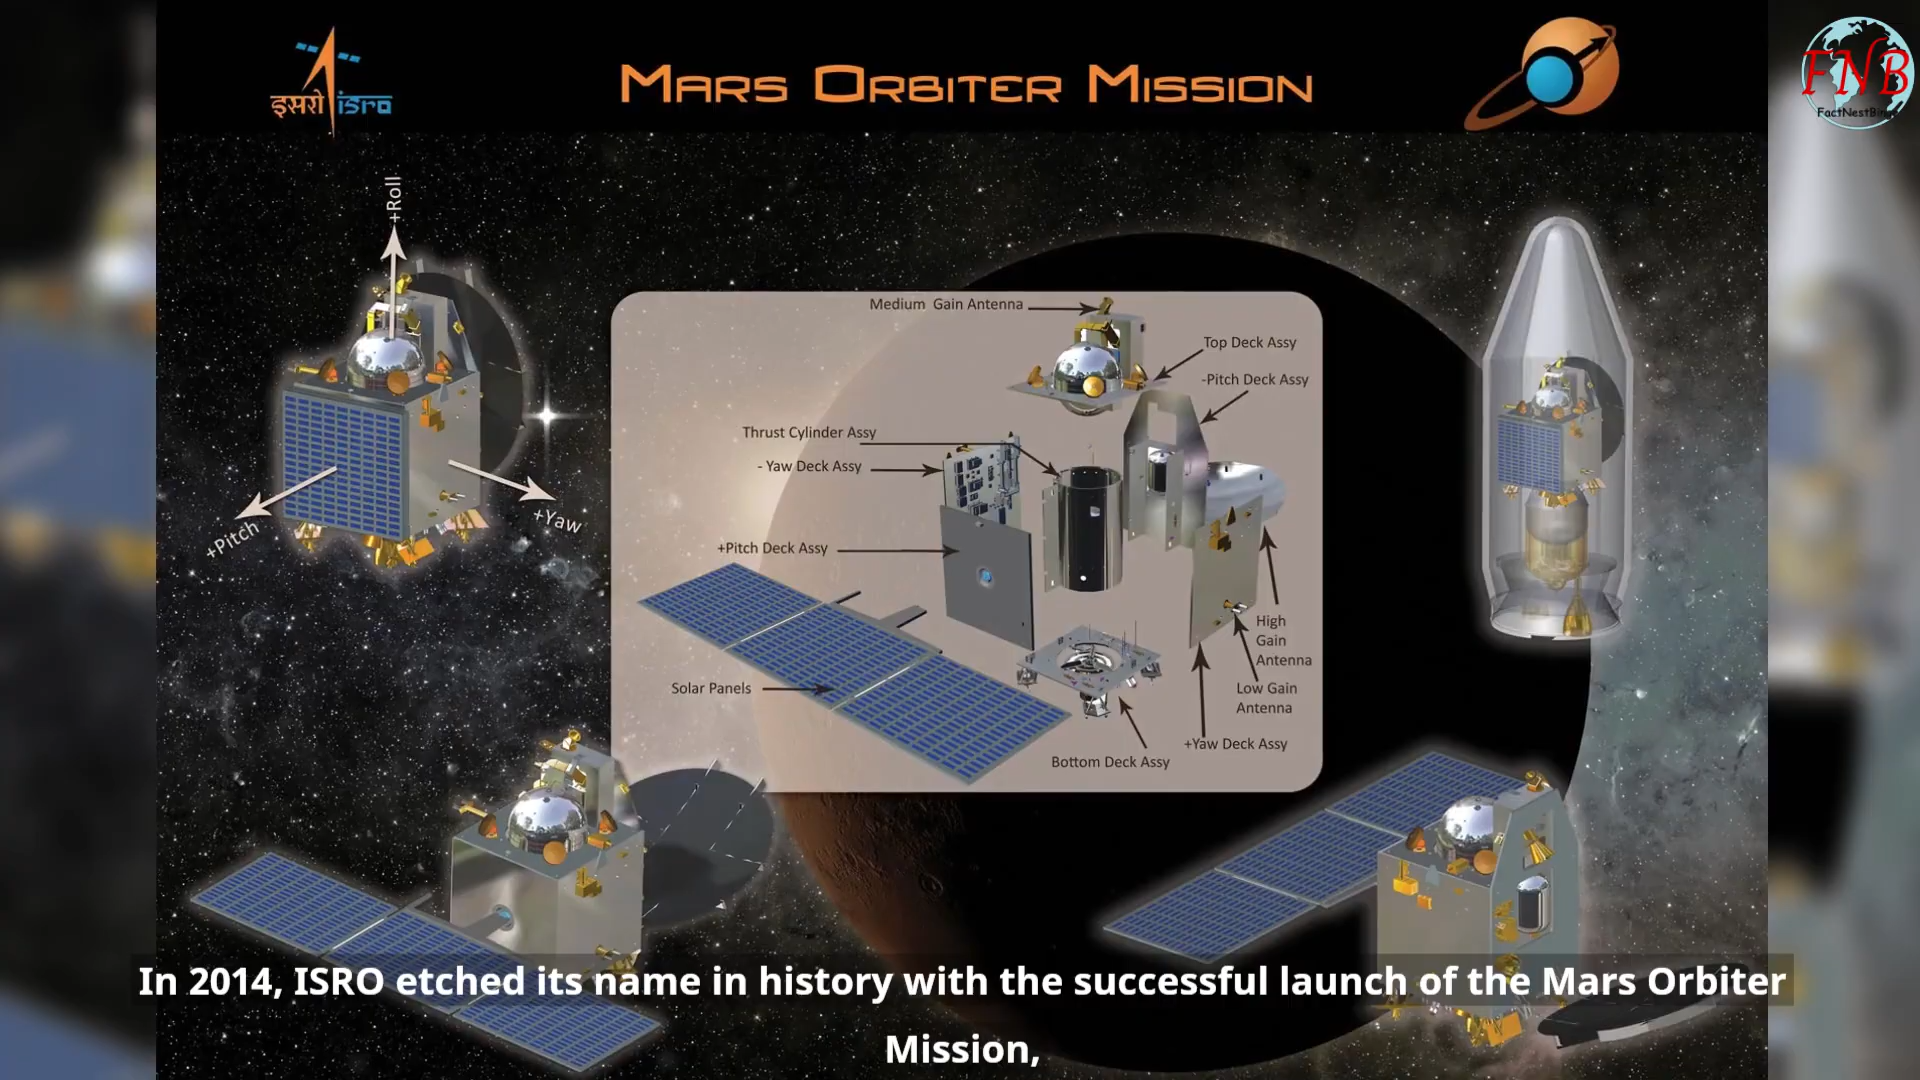 इसरो isro
MARS ORBITER MISSION
FNB
FactNestBin
+Roll
+Pitch
+Yaw
Medium Gain Antenna
Top Deck Assy
-Pitch Deck Assy
Thrust Cylinder Assy
- Yaw Deck Assy
+Pitch Deck Assy
Solar Panels
High
Gain
Antenna
Low Gain
Antenna
+Yaw Deck Assy
Bottom Deck Assy
In 2014, ISRO etched its name in history with the successful launch of the Mars Orbiter
Mission,